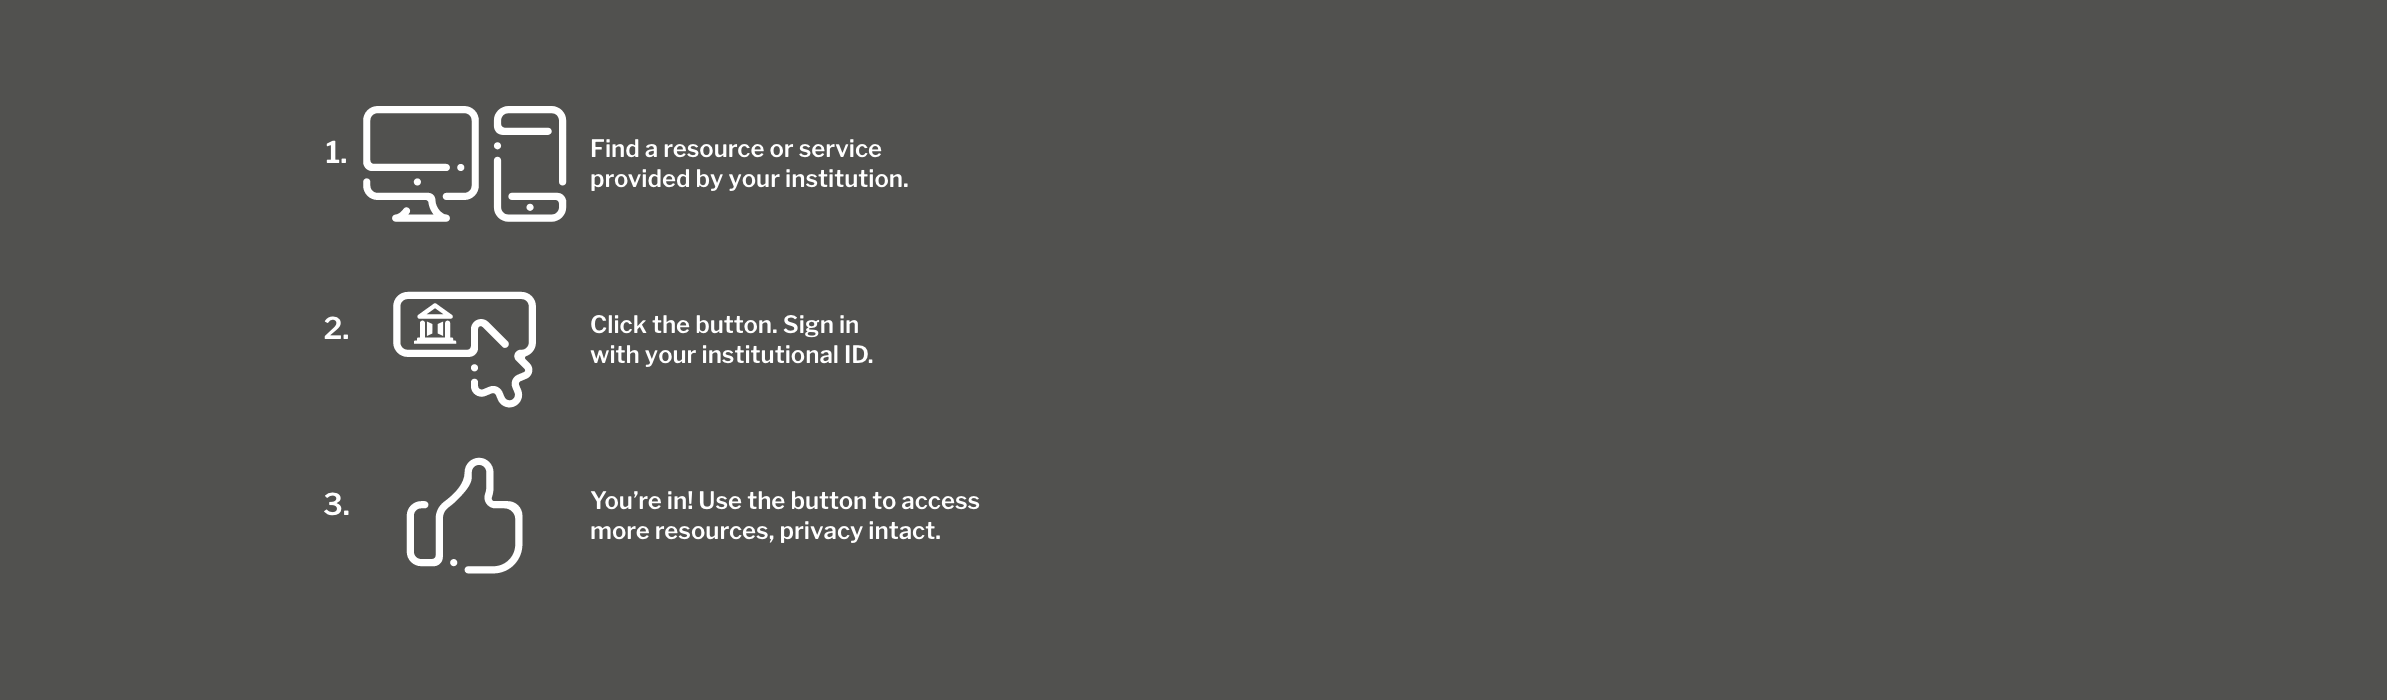 1.
Find a resource or service
provided by your institution.
2.
Click the button. Sign in
with your institutional ID.
3.
You’re in! Use the button to access
more resources, privacy intact.